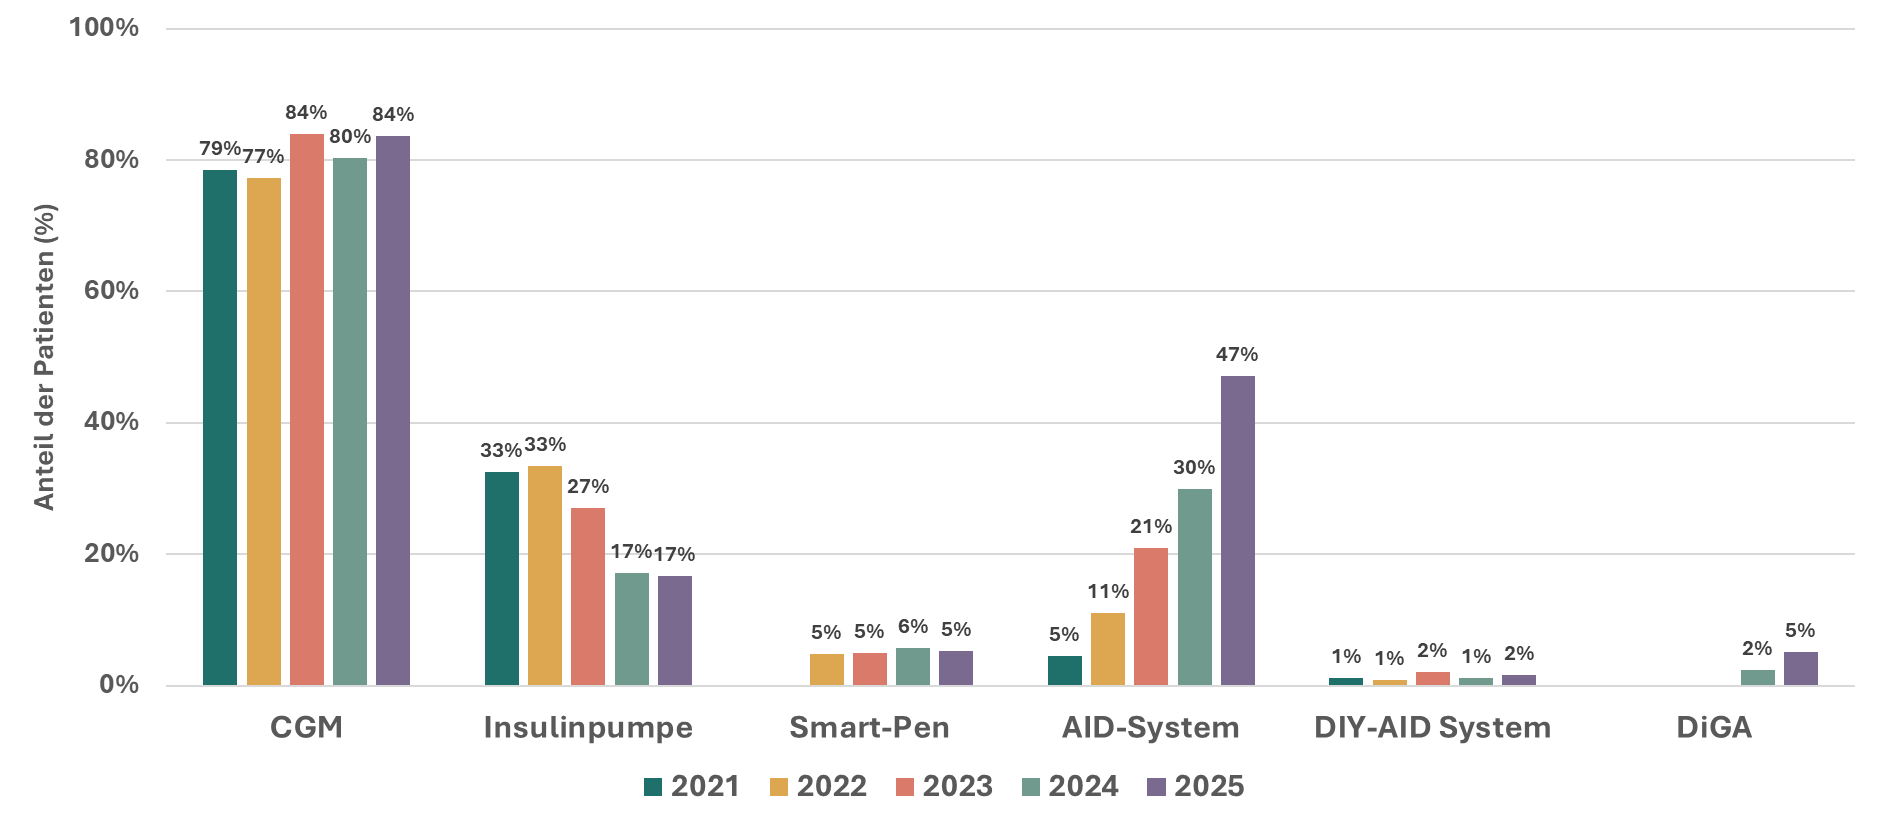 100%
80%
60%
40%
20%
0%
Anteil der Patienten (%)
79% 77% 84% 80% 84%
33% 33% 27% 17% 17%
5% 5% 6% 5%
5% 11% 21% 30% 47%
1% 1% 2% 1% 2%
2% 5%
CGM Insulinpumpe Smart-Pen AID-System DIY-AID System DiGA
2021 2022 2023 2024 2025